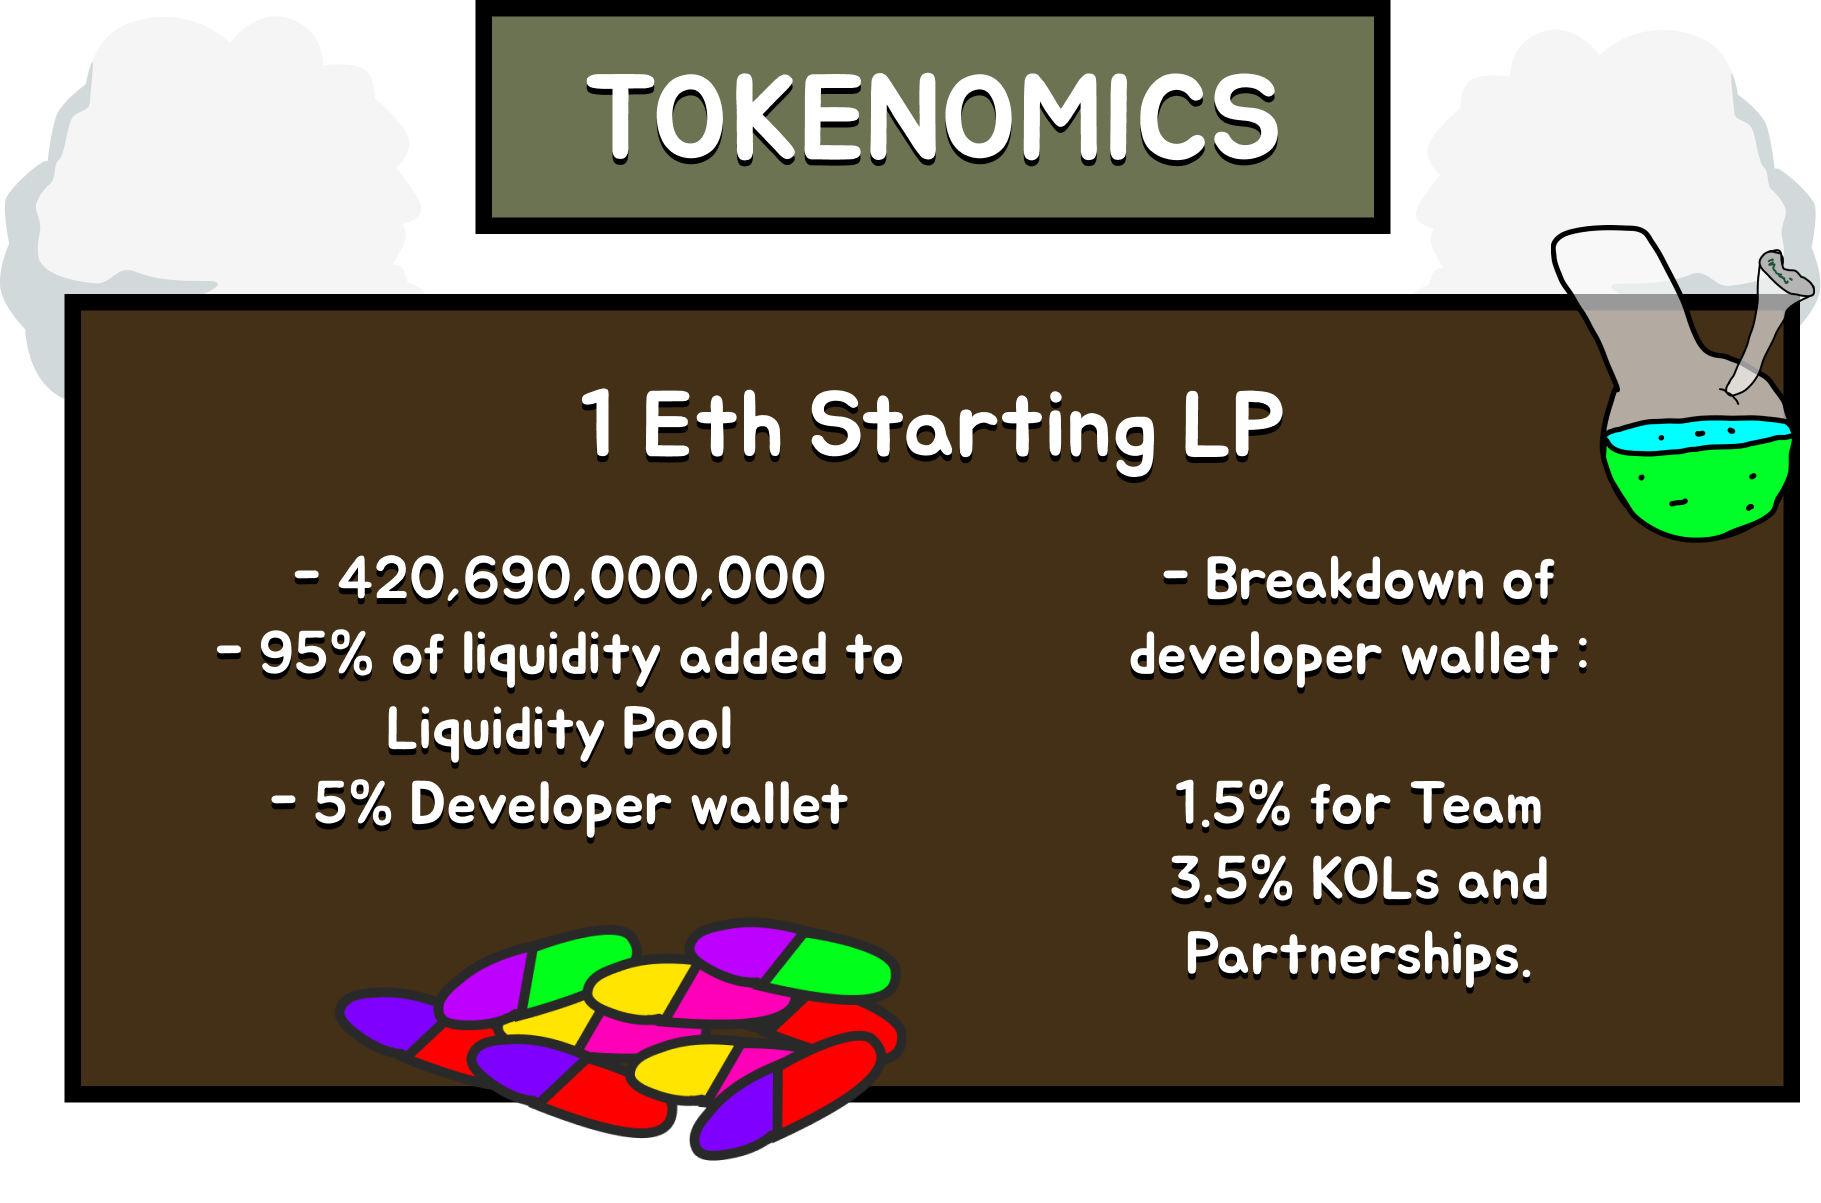 TOKENOMICS
1 Eth Starting LP
- 420,690,000,000
- 95% of liquidity added to
Liquidity Pool
- 5% Developer wallet
- Breakdown of
developer wallet :
1.5% for Team
3.5% KOLs and
Partnerships.